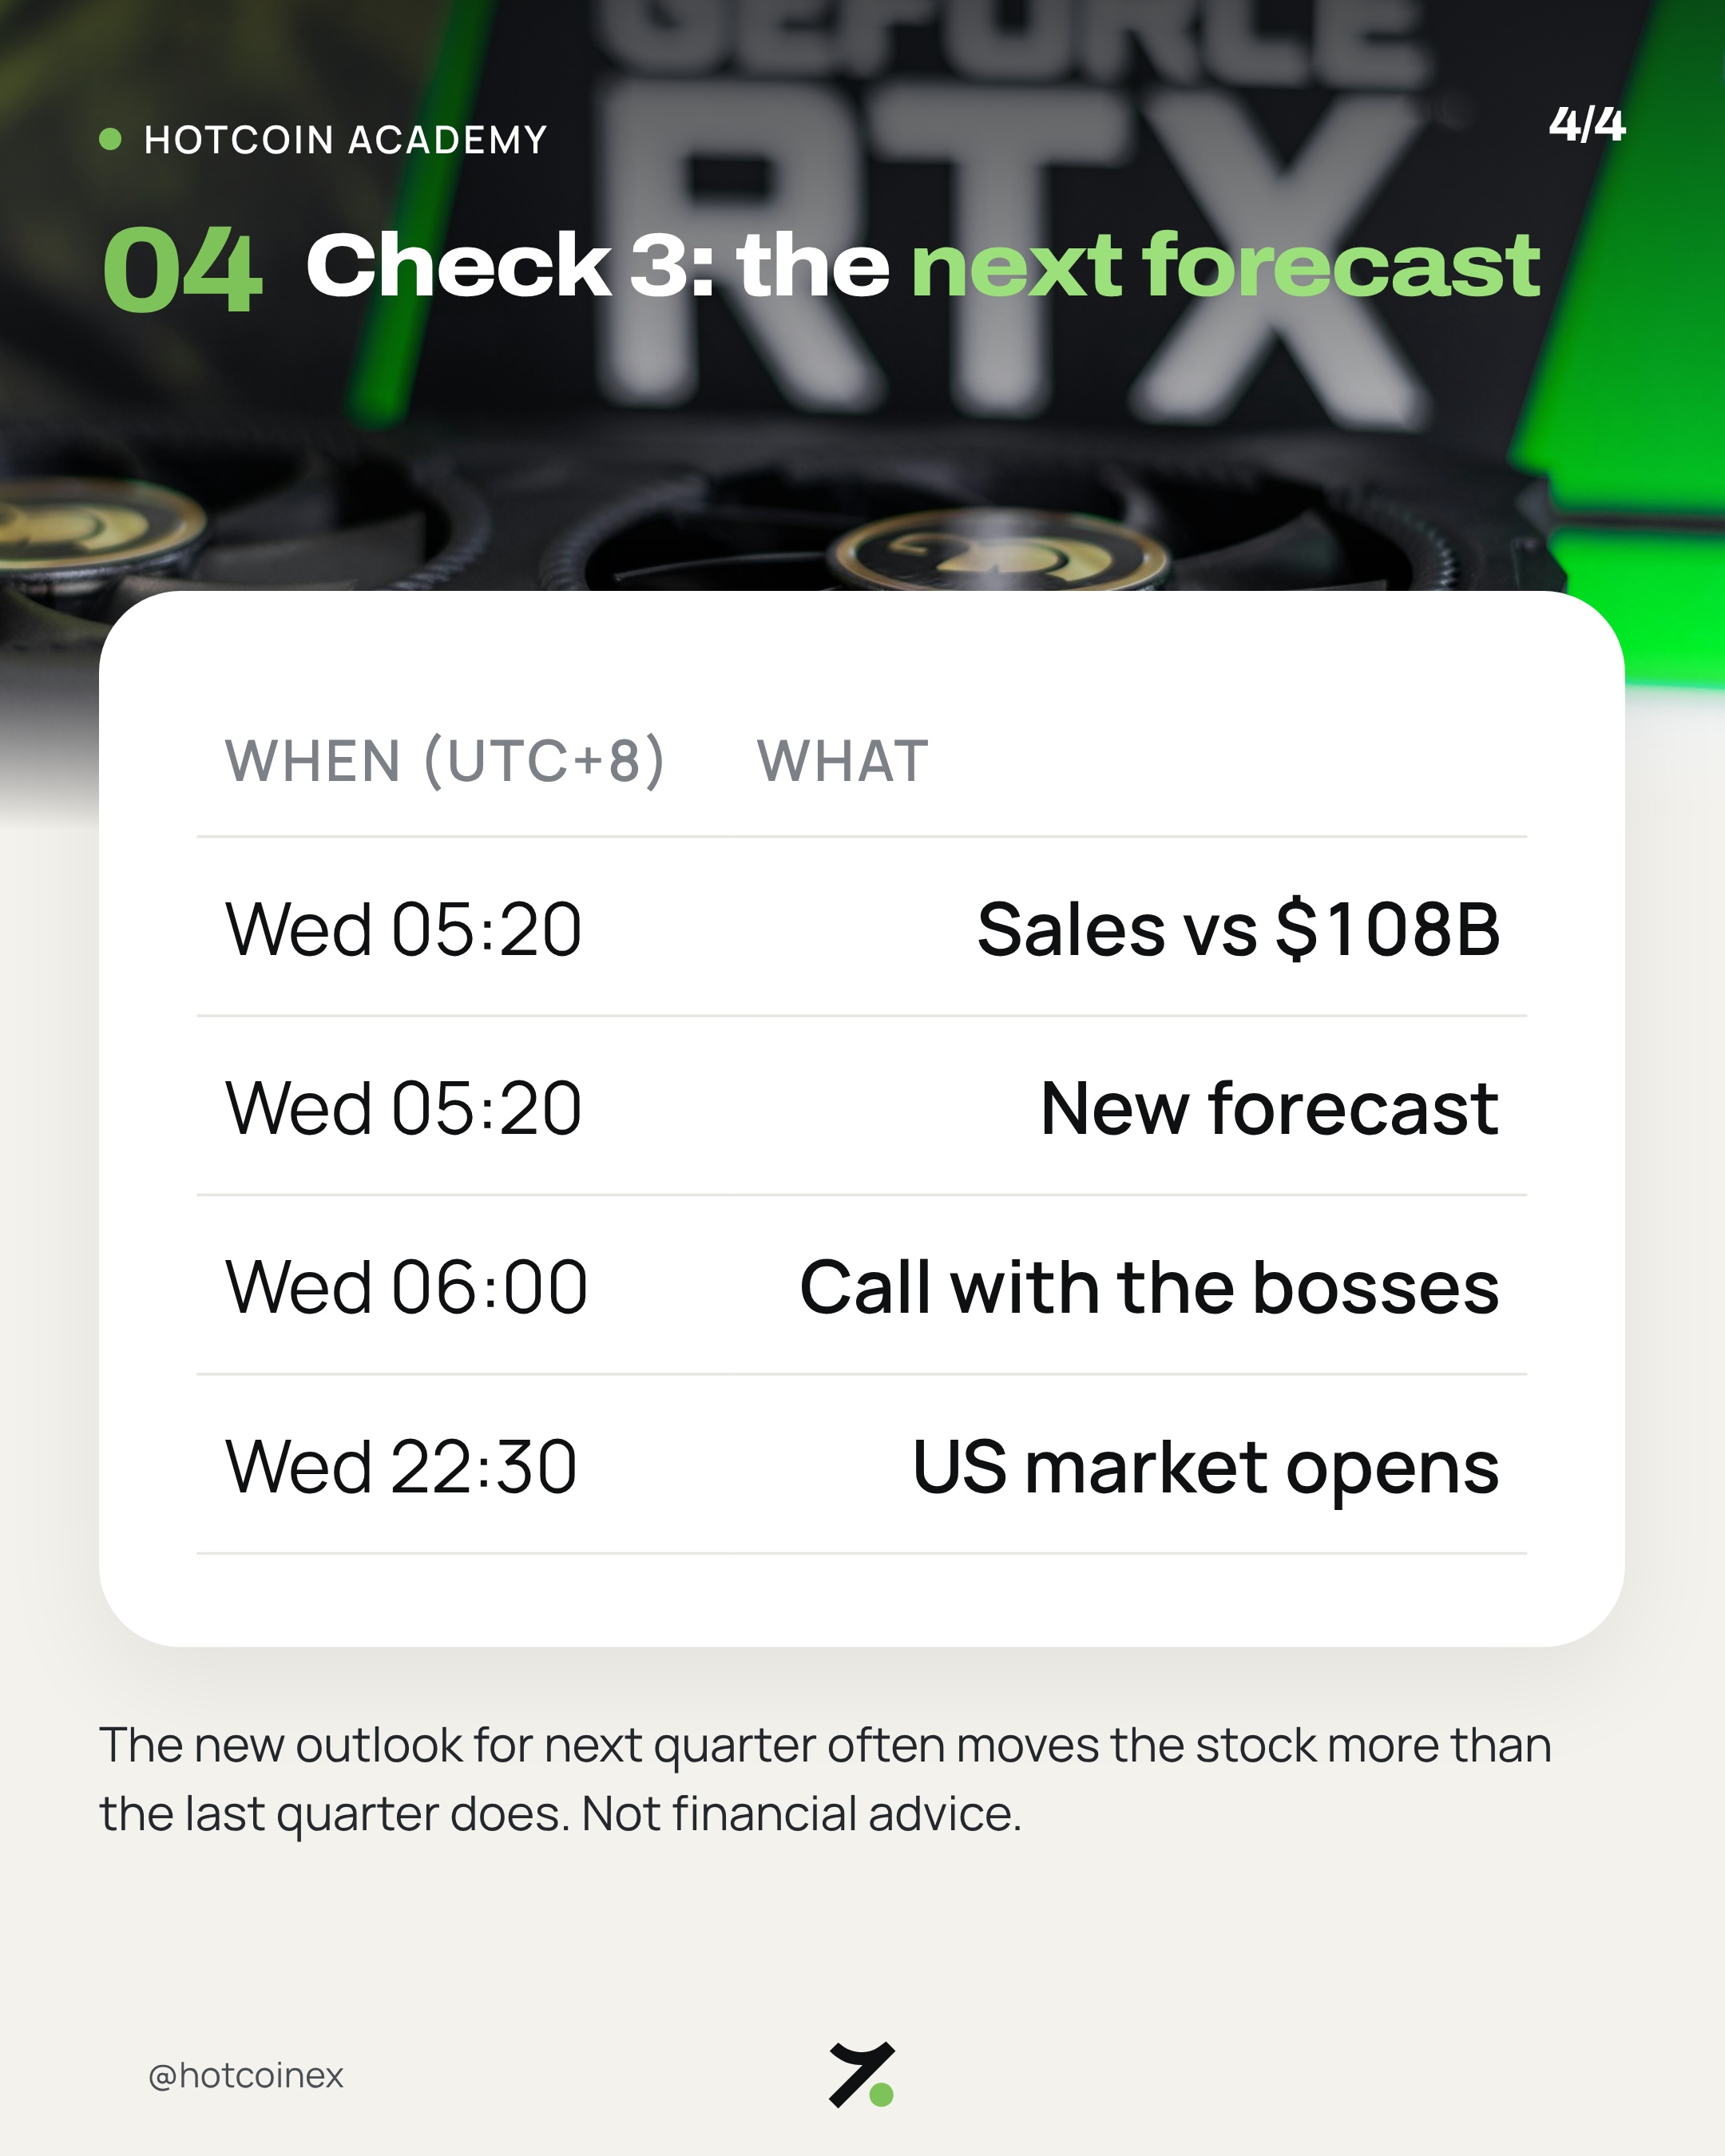 GEFORCE
RTX
HOTCOIN ACADEMY
4/4
04 Check 3: the next forecast
WHEN (UTC+8) WHAT
Wed 05:20 Sales vs $108B
Wed 05:20 New forecast
Wed 06:00 Call with the bosses
Wed 22:30 US market opens
The new outlook for next quarter often moves the stock more than
the last quarter does. Not financial advice.
@hotcoinex